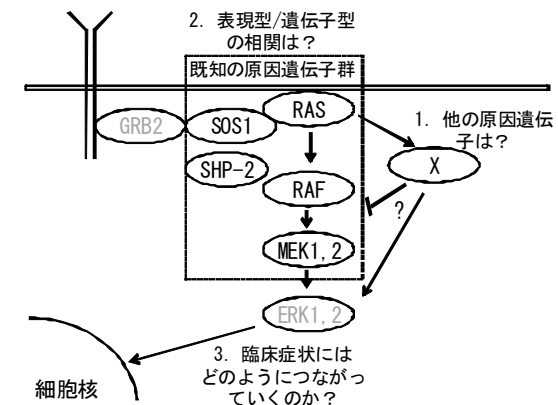 2. 表現型/遺伝子型
の相関は？
既知の原因遺伝子群
GRB2
SOS1
RAS
1. 他の原因遺伝
子は？
SHP-2
X
RAF
?
MEK1,2
ERK1,2
3. 臨床症状には
どのようにつながっ
ていくのか？
細胞核